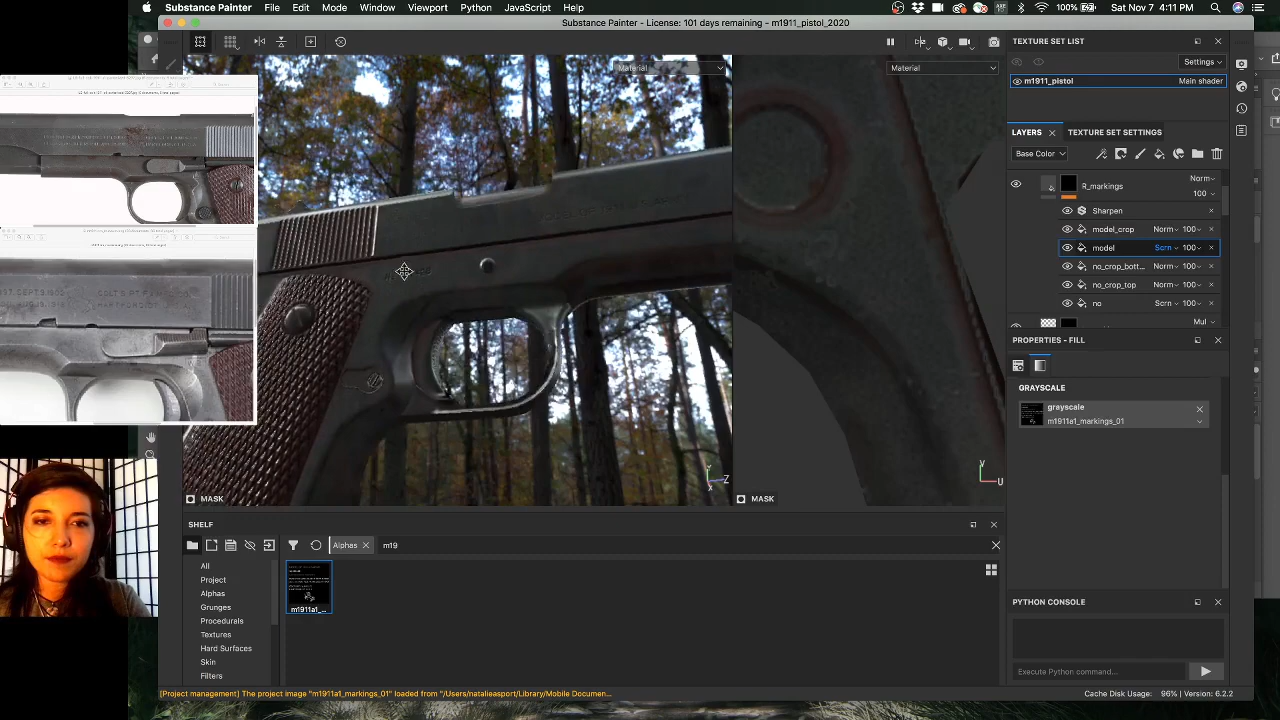 Substance Painter File Edit Mode Window Viewport Python JavaScript Help
100% Sat Nov 7 4:11 PM
Substance Painter - License: 101 days remaining - m1911_pistol_2020
Material
Material
TEXTURE SET LIST
Settings
m1911_pistol Main shader
LAYERS
TEXTURE SET SETTINGS
Base Color
R_markings
Norm
100
Sharpen
model_crop Norm 100
model Scrn 100
no_crop_bott... Norm 100
no_crop_top Norm 100
no Scrn 100
Mul
PROPERTIES - FILL
GRAYSCALE
grayscale
m1911a1_markings_01
MASK
MASK
Y
Z
X
V
U
SHELF
Alphas
m19
All
Project
Alphas
Grunges
Procedurals
Textures
Hard Surfaces
Skin
Filters
m1911a1_...
PYTHON CONSOLE
Execute Python command...
[Project management] The project image "m1911a1_markings_01" loaded from "/Users/natalieasport/Library/Mobile Documen...
Cache Disk Usage: 96% | Version: 6.2.2